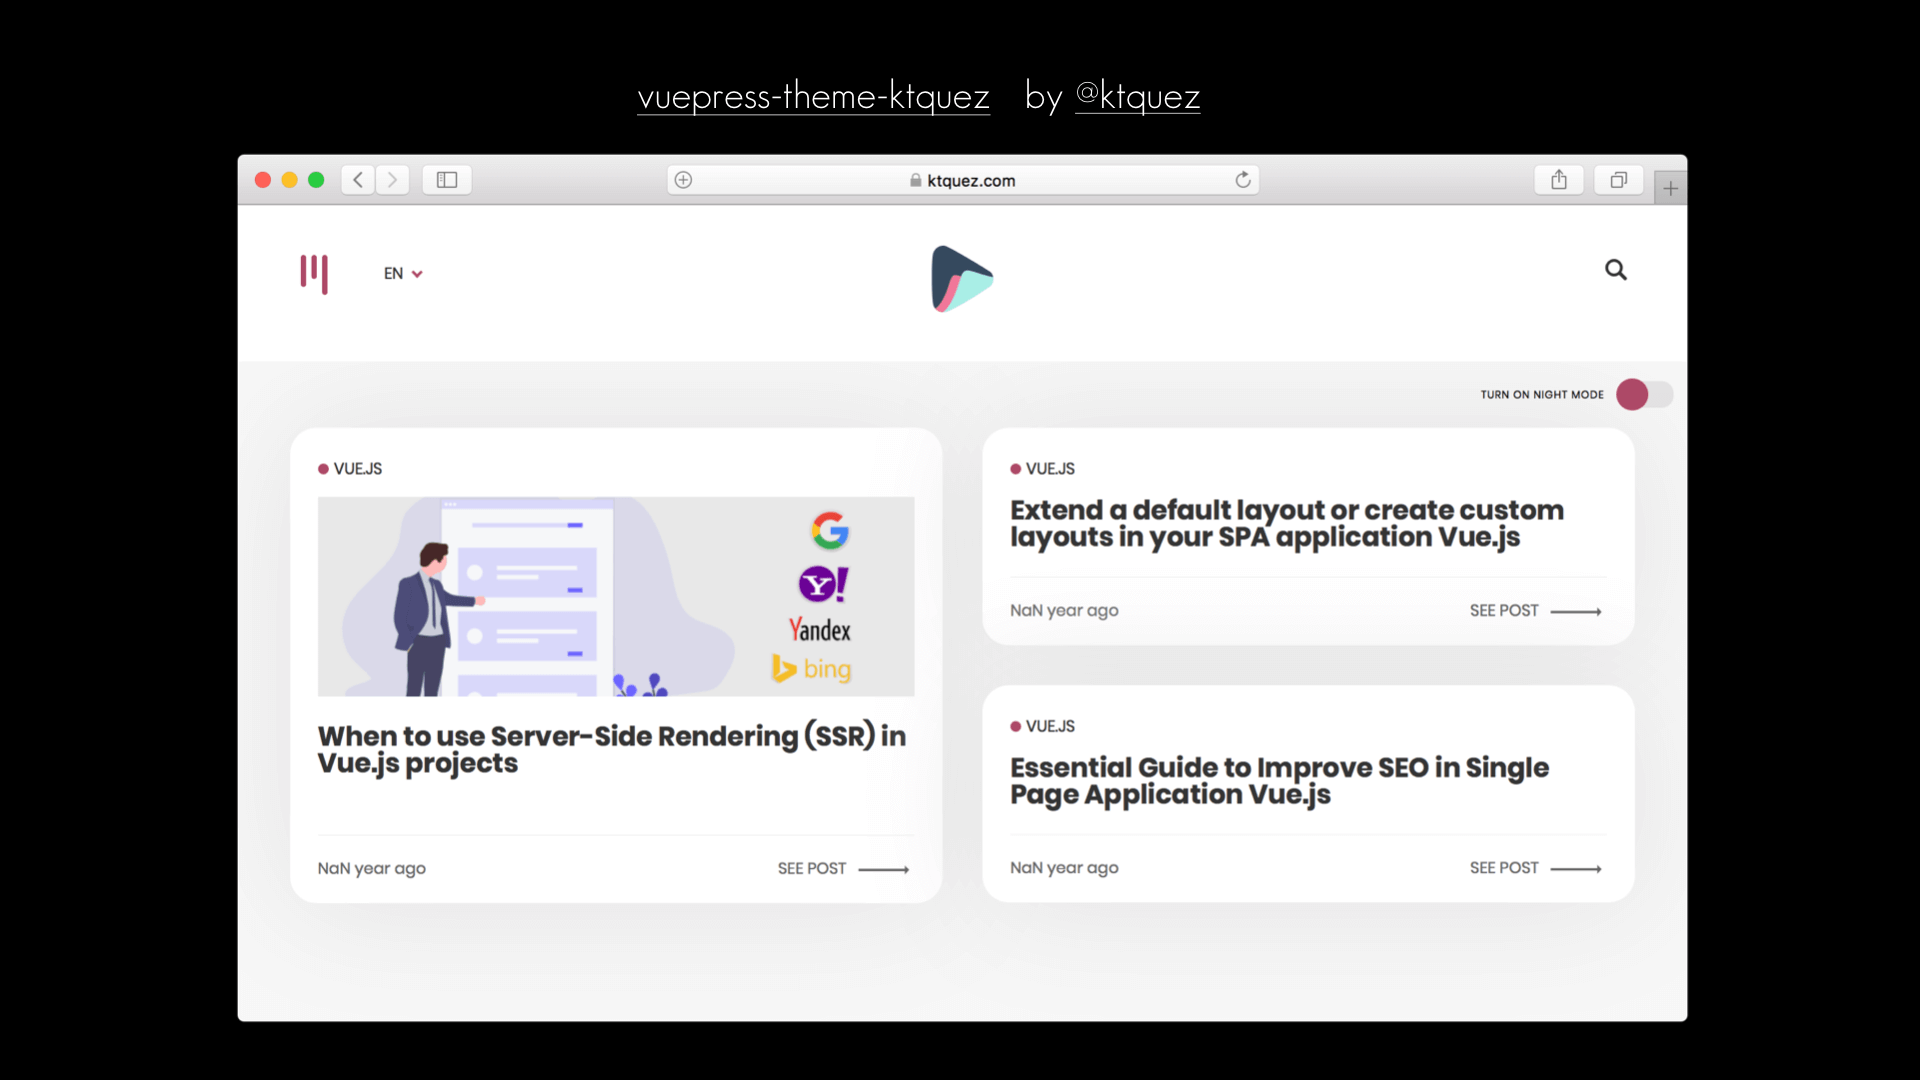 vuepress-theme-ktquez by @ktquez
ktquez.com
EN
TURN ON NIGHT MODE
VUE.JS
Yahoo!
Yandex
bing
When to use Server-Side Rendering (SSR) in
Vue.js projects
NaN year ago
SEE POST
VUE.JS
Extend a default layout or create custom
layouts in your SPA application Vue.js
NaN year ago
SEE POST
VUE.JS
Essential Guide to Improve SEO in Single
Page Application Vue.js
NaN year ago
SEE POST